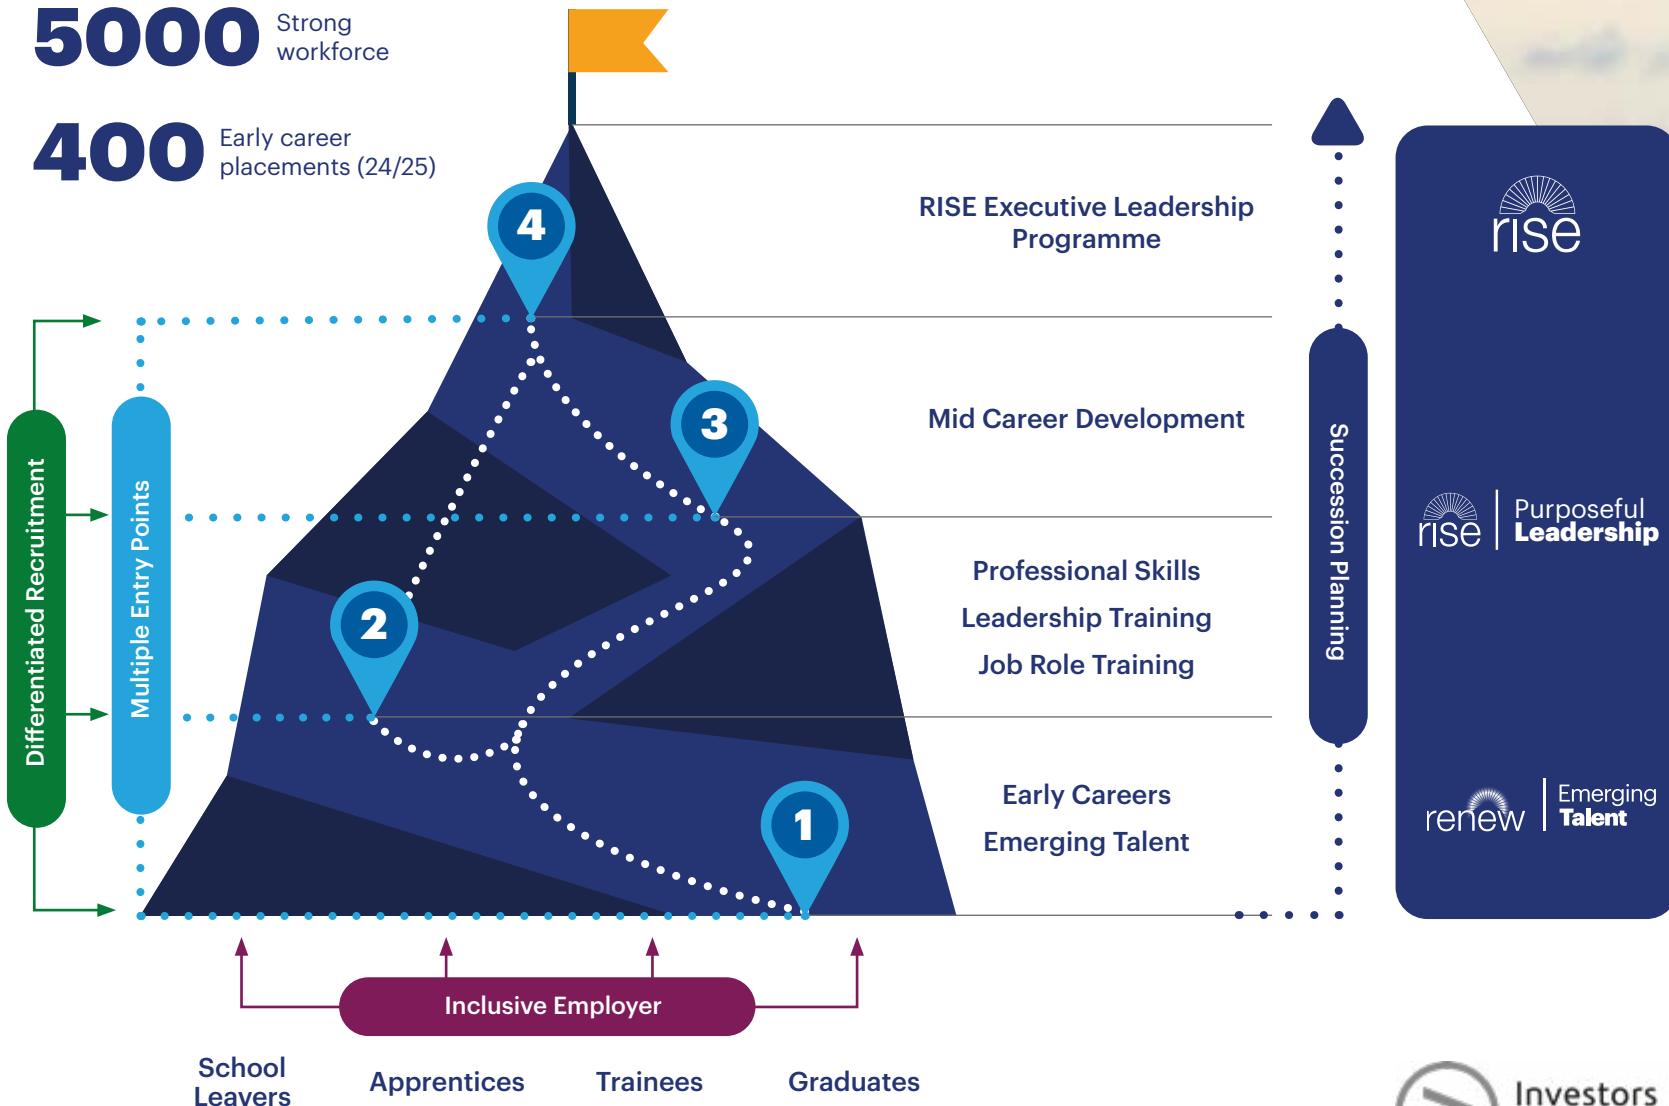 5000
Strong
workforce
400
Early career
placements (24/25)
4
RISE Executive Leadership
Programme
rise
3
Mid Career Development
Differentiated Recruitment
Multiple Entry Points
Succession Planning
rise
Purposeful
Leadership
2
Professional Skills
Leadership Training
Job Role Training
1
Early Careers
Emerging Talent
renew
Emerging
Talent
Inclusive Employer
School
Leavers
Apprentices
Trainees
Graduates
Investors